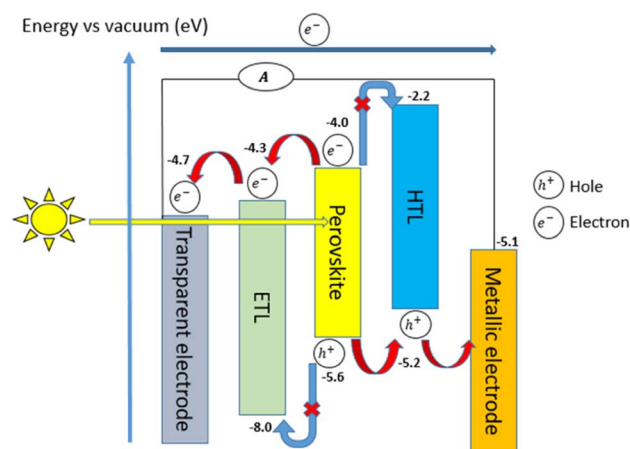 Energy vs vacuum (eV)
e⁻
A
-2.2
-4.0
-4.3
-4.7
e⁻
e⁻
e⁻
h⁺ Hole
e⁻ Electron
-5.1
Transparent electrode
ETL
Perovskite
HTL
Metallic electrode
h⁺
h⁺
-5.2
-5.6
-8.0